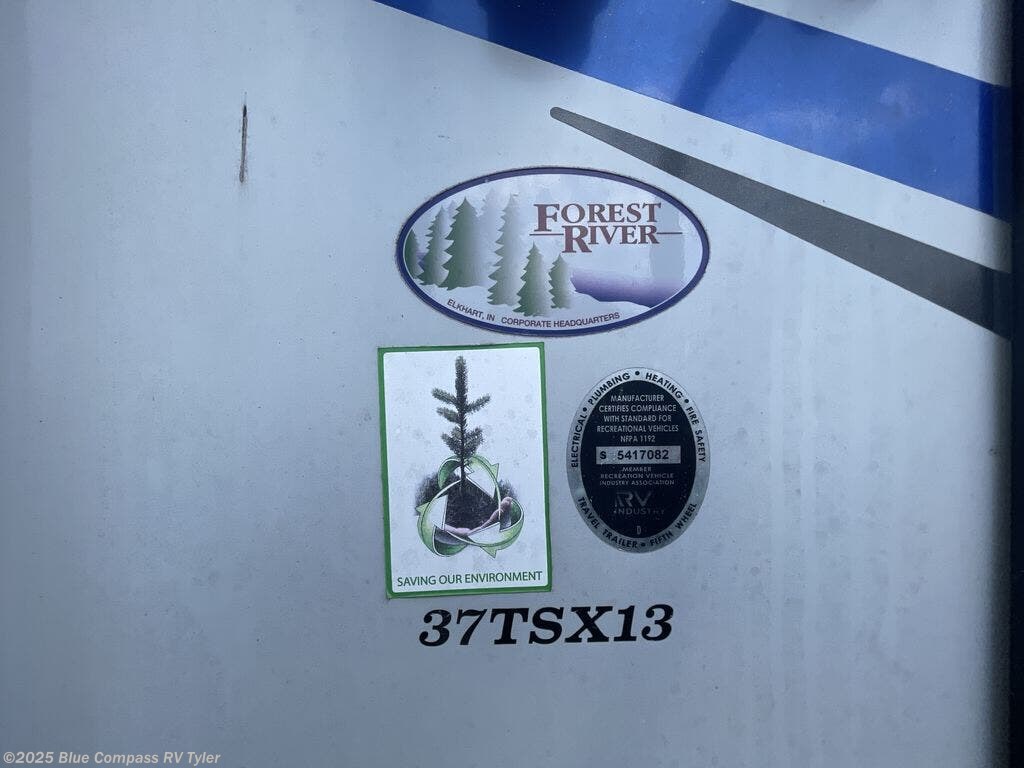 FOREST
RIVER
ELKHART, IN CORPORATE HEADQUARTERS
ELECTRICAL • PLUMBING • HEATING • FIRE SAFETY
MANUFACTURER
CERTIFIES COMPLIANCE
WITH STANDARD FOR
RECREATIONAL VEHICLES
NFPA 1192
S 5417082
MEMBER
RECREATION VEHICLE
INDUSTRY ASSOCIATION
RV
INDUSTRY
D
TRAVEL TRAILER • FIFTH WHEEL
SAVING OUR ENVIRONMENT
37TSX13
©2025 Blue Compass RV Tyler